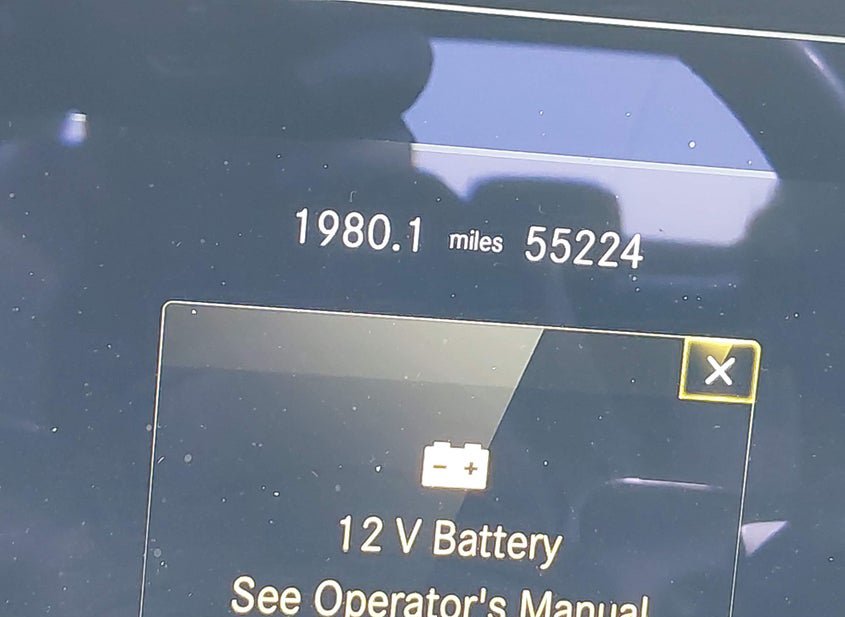 1980.1 miles 55224
12 V Battery
See Operator's Manual